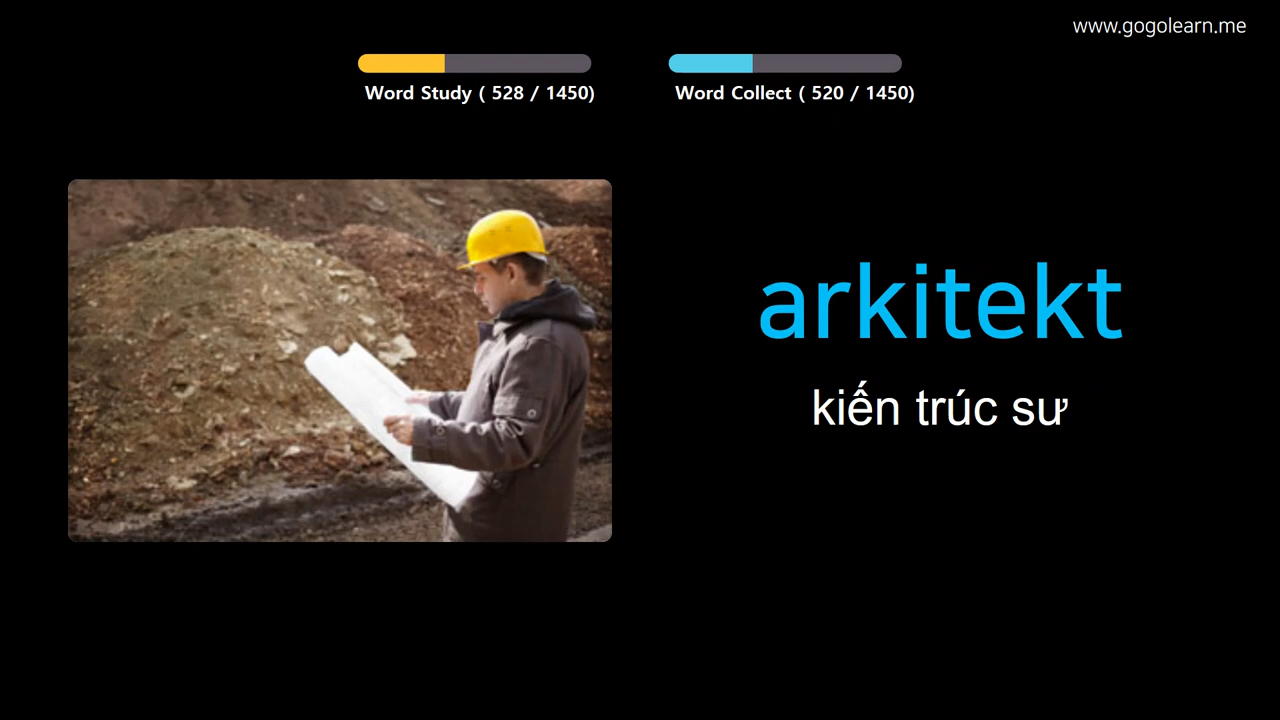 www.gogolearn.me
Word Study ( 528 / 1450)
Word Collect ( 520 / 1450)
arkitekt
kiến trúc sư